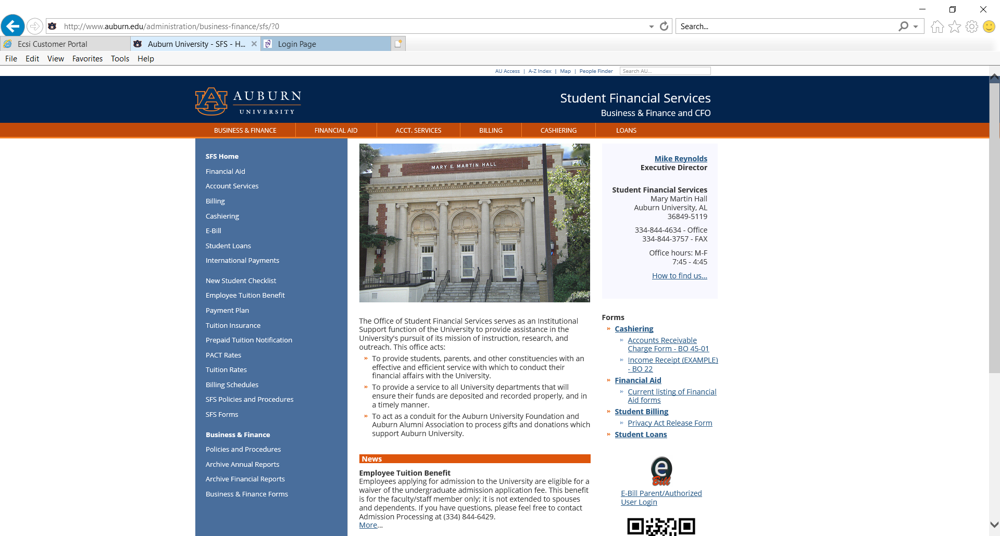 http://www.auburn.edu/administration/business-finance/sfs/?0
Search...
Ecsi Customer Portal
Auburn University - SFS - H...
Login Page
File Edit View Favorites Tools Help
AU Access | A-Z Index | Map | People Finder
Search AU...
AUBURN
UNIVERSITY
Student Financial Services
Business & Finance and CFO
BUSINESS & FINANCE
FINANCIAL AID
ACCT. SERVICES
BILLING
CASHIERING
LOANS
SFS Home
Financial Aid
Account Services
Billing
Cashiering
E-Bill
Student Loans
International Payments
New Student Checklist
Employee Tuition Benefit
Payment Plan
Tuition Insurance
Prepaid Tuition Notification
PACT Rates
Tuition Rates
Billing Schedules
SFS Policies and Procedures
SFS Forms
Business & Finance
Policies and Procedures
Archive Annual Reports
Archive Financial Reports
Business & Finance Forms
MARY E. MARTIN HALL
The Office of Student Financial Services serves as an Institutional
Support function of the University to provide assistance in the
University's pursuit of its mission of instruction, research, and
outreach. This office acts:
» To provide students, parents, and other constituencies with an
effective and efficient service with which to conduct their
financial affairs with the University.
» To provide a service to all University departments that will
ensure their funds are deposited and recorded properly, and in
a timely manner.
» To act as a conduit for the Auburn University Foundation and
Auburn Alumni Association to process gifts and donations which
support Auburn University.
News
Employee Tuition Benefit
Employees applying for admission to the University are eligible for a
waiver of the undergraduate admission application fee. This benefit
is for the faculty/staff member only; it is not extended to spouses
and dependents. If you have questions, please feel free to contact
Admission Processing at (334) 844-6429.
More...
Mike Reynolds
Executive Director
Student Financial Services
Mary Martin Hall
Auburn University, AL
36849-5119
334-844-4634 - Office
334-844-3757 - FAX
Office hours: M-F
7:45 - 4:45
How to find us...
Forms
» Cashiering
» Accounts Receivable
Charge Form - BO 45-01
» Income Receipt (EXAMPLE)
- BO 22
» Financial Aid
» Current listing of Financial
Aid forms
» Student Billing
» Privacy Act Release Form
» Student Loans
e
Bill
E-Bill Parent/Authorized
User Login